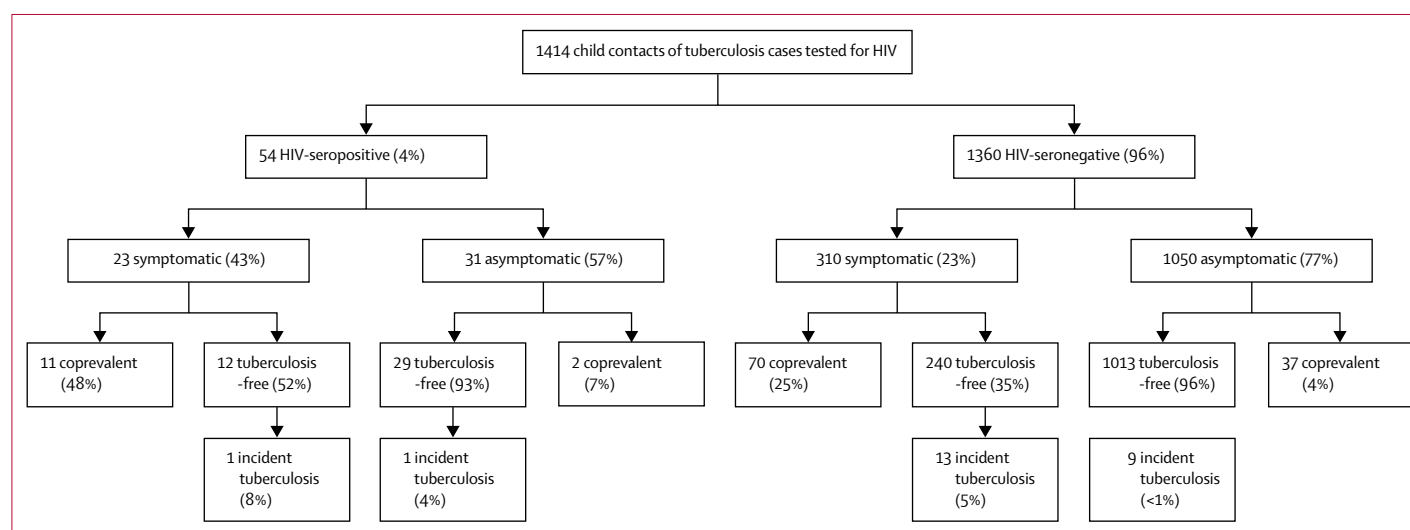 1414 child contacts of tuberculosis cases tested for HIV
54 HIV-seropositive (4%)
1360 HIV-seronegative (96%)
23 symptomatic (43%)
31 asymptomatic (57%)
310 symptomatic (23%)
1050 asymptomatic (77%)
11 coprevalent
(48%)
12 tuberculosis
-free (52%)
29 tuberculosis
-free (93%)
2 coprevalent
(7%)
70 coprevalent
(25%)
240 tuberculosis
-free (35%)
1013 tuberculosis
-free (96%)
37 coprevalent
(4%)
1 incident
tuberculosis
(8%)
1 incident
tuberculosis
(4%)
13 incident
tuberculosis
(5%)
9 incident
tuberculosis
(<1%)